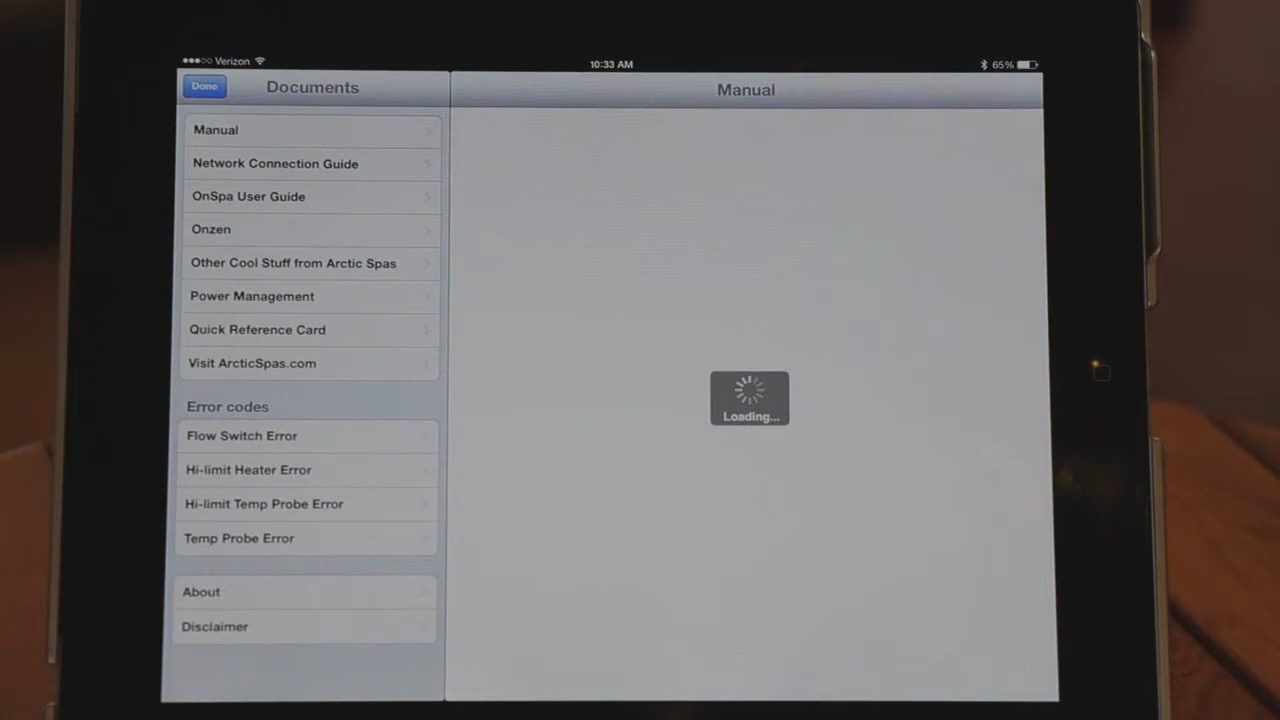 Verizon
10:33 AM
65%
Done
Documents
Manual
Manual
Network Connection Guide
OnSpa User Guide
Onzen
Other Cool Stuff from Arctic Spas
Power Management
Quick Reference Card
Visit ArcticSpas.com
Error codes
Flow Switch Error
Hi-limit Heater Error
Hi-limit Temp Probe Error
Temp Probe Error
About
Disclaimer
Loading...